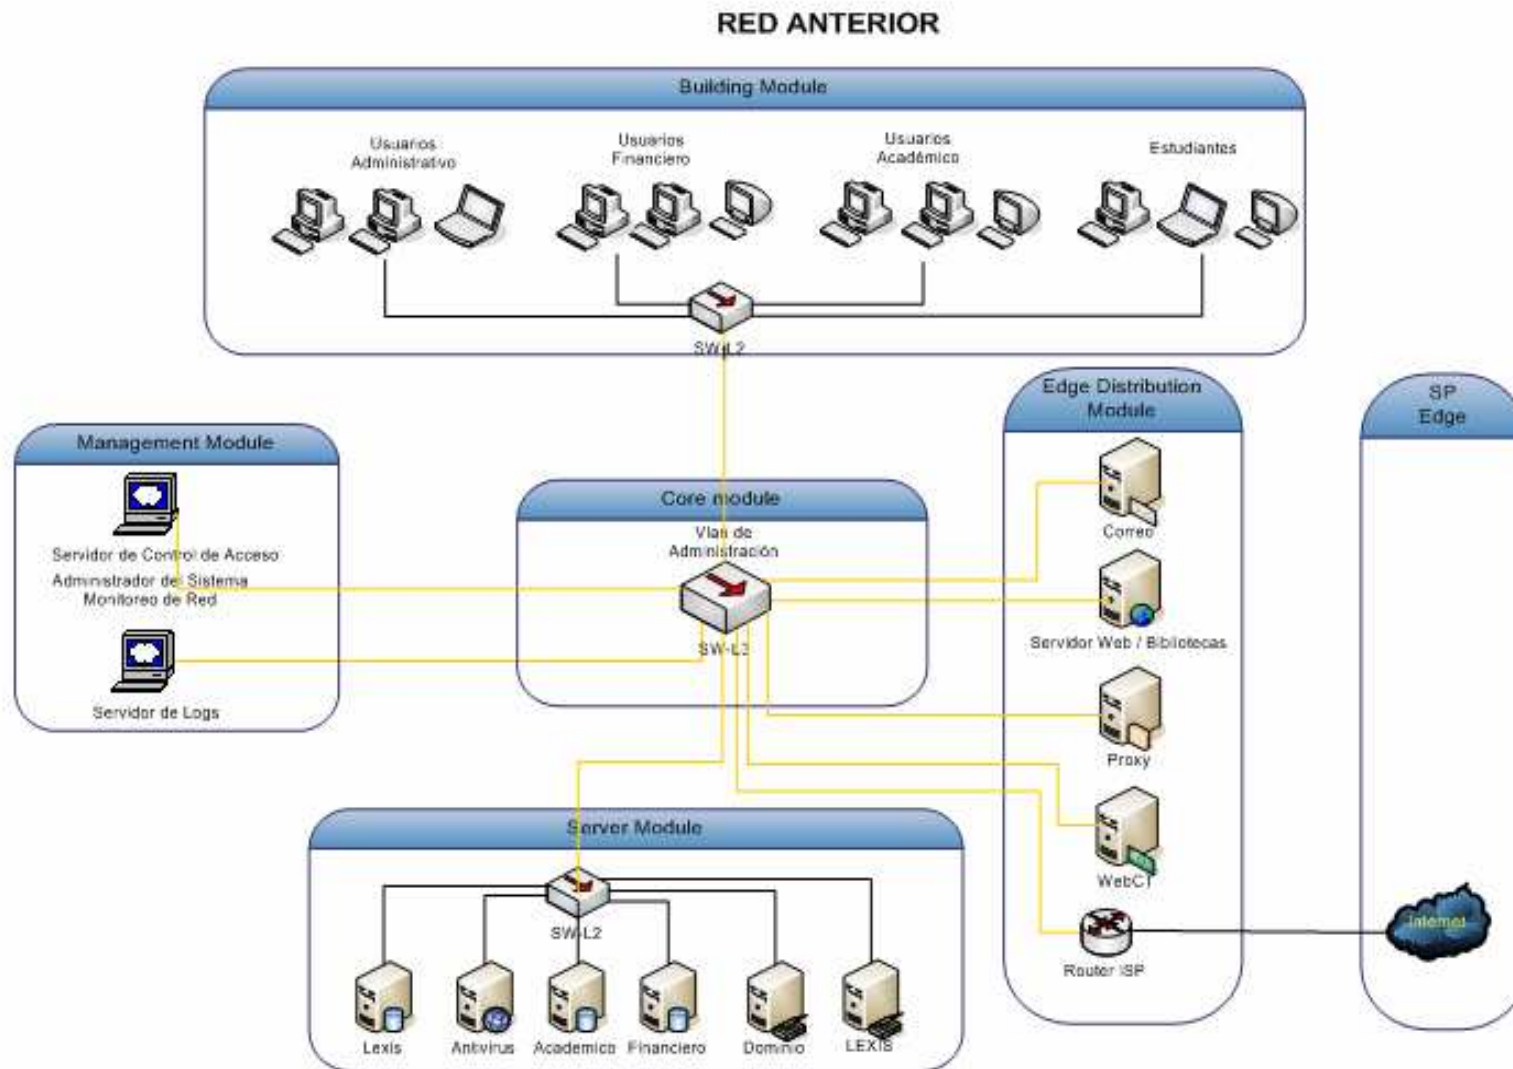 RED ANTERIOR
Building Module
Usuarios
Administrativo
Usuarios
Financiero
Usuarios
Académico
Estudiantes
SW-L2
Edge Distribution
Module
SP
Edge
Management Module
Servidor de Control de Acceso
Administrador del Sistema
Monitoreo de Red
Servidor de Logs
Core module
Vlan de
Administración
SW-L3
Correo
Servidor Web / Bibliotecas
Proxy
WebCT
Router ISP
Internet
Server Module
SW-L2
Lexis
Antivirus
Academico
Financiero
Dominio
LEXIS